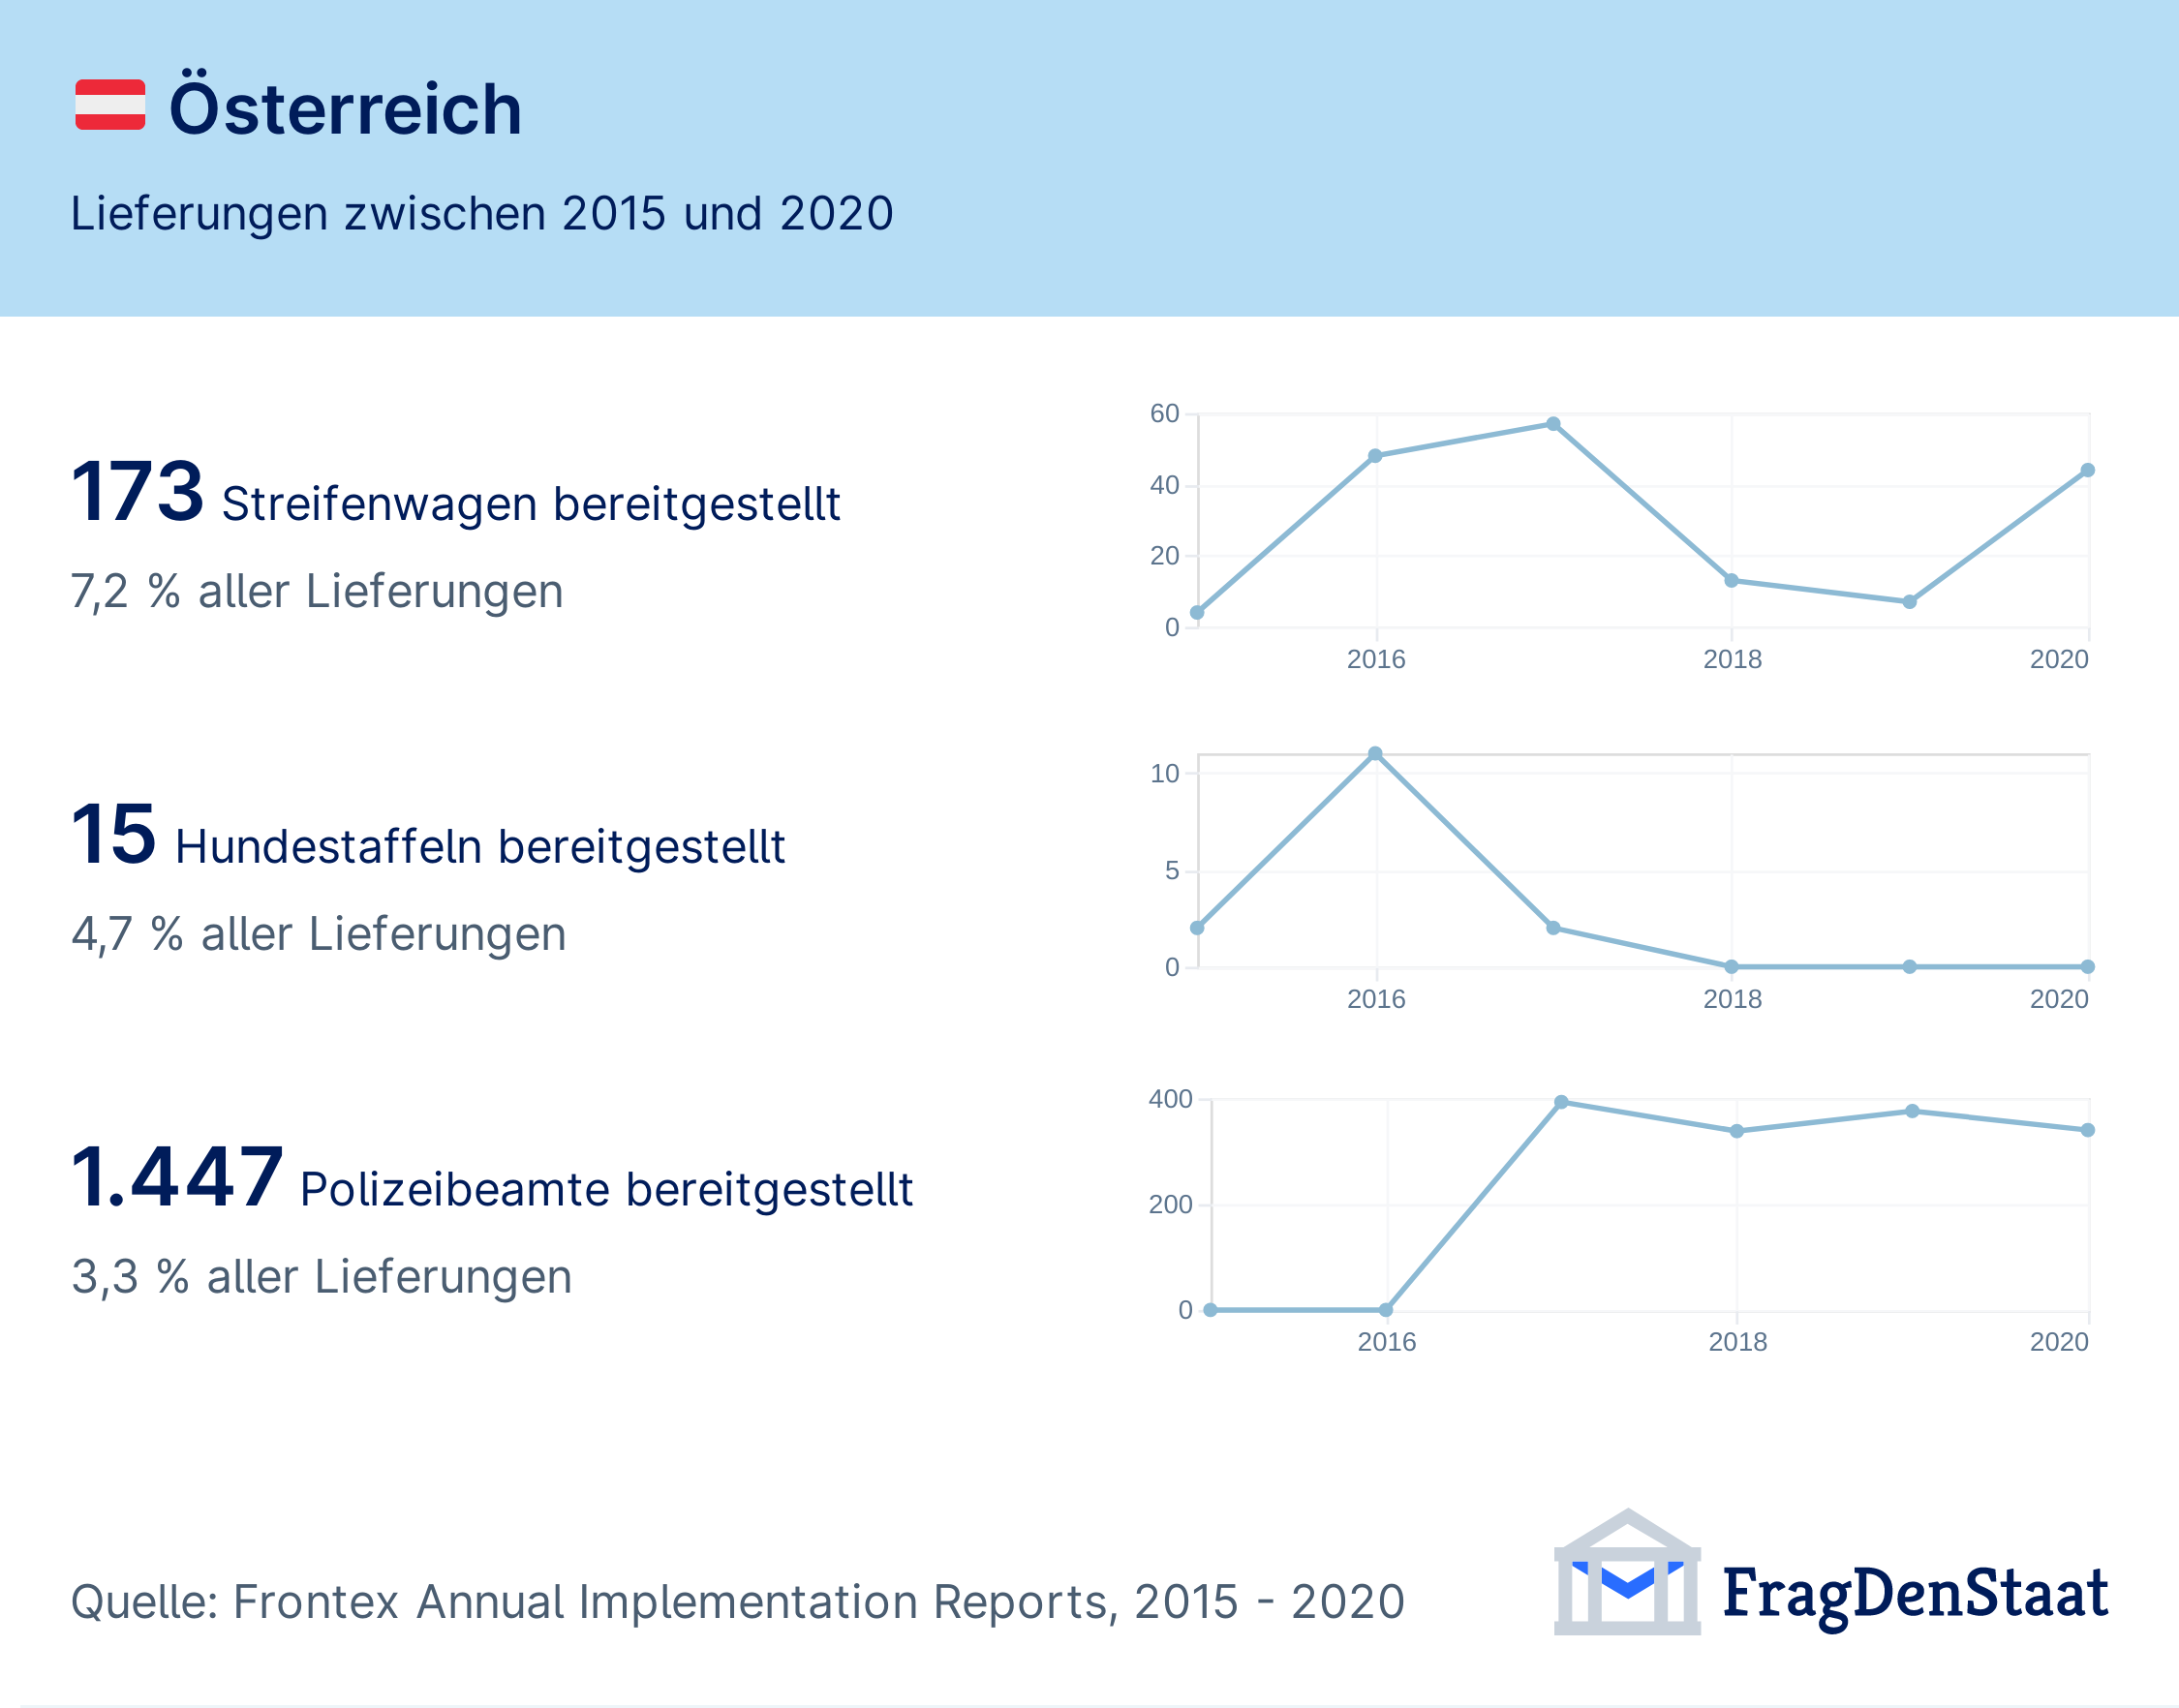 Österreich
Lieferungen zwischen 2015 und 2020
173 Streifenwagen bereitgestellt
7,2 % aller Lieferungen
60
40
20
0
2016 2018 2020
15 Hundestaffeln bereitgestellt
4,7 % aller Lieferungen
10
5
0
2016 2018 2020
1.447 Polizeibeamte bereitgestellt
3,3 % aller Lieferungen
400
200
0
2016 2018 2020
Quelle: Frontex Annual Implementation Reports, 2015 - 2020
FragDenStaat